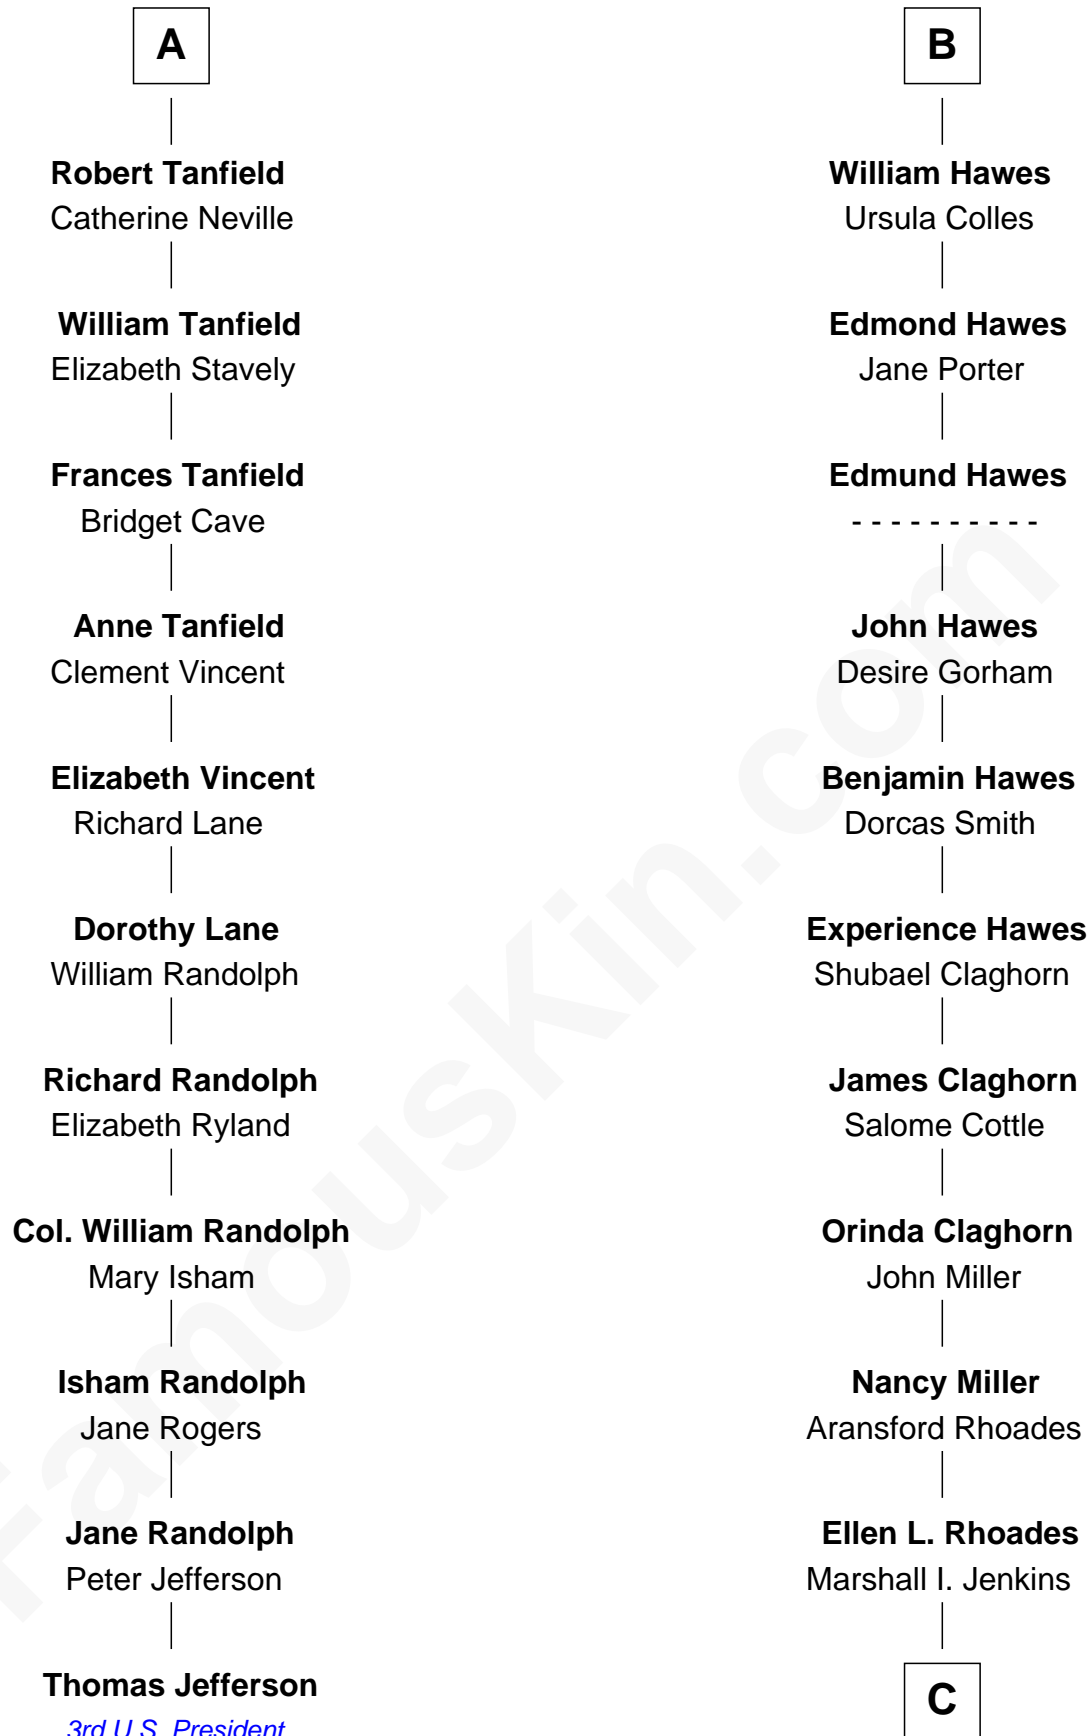 A
Robert Tanfield
Catherine Neville
William Tanfield
Elizabeth Stavely
Frances Tanfield
Bridget Cave
Anne Tanfield
Clement Vincent
Elizabeth Vincent
Richard Lane
Dorothy Lane
William Randolph
Richard Randolph
Elizabeth Ryland
Col. William Randolph
Mary Isham
Isham Randolph
Jane Rogers
Jane Randolph
Peter Jefferson
Thomas Jefferson
3rd U.S. President
B
William Hawes
Ursula Colles
Edmond Hawes
Jane Porter
Edmund Hawes
- - - - - - - - - -
John Hawes
Desire Gorham
Benjamin Hawes
Dorcas Smith
Experience Hawes
Shubael Claghorn
James Claghorn
Salome Cottle
Orinda Claghorn
John Miller
Nancy Miller
Aransford Rhoades
Ellen L. Rhoades
Marshall I. Jenkins
C
FamousKin.com